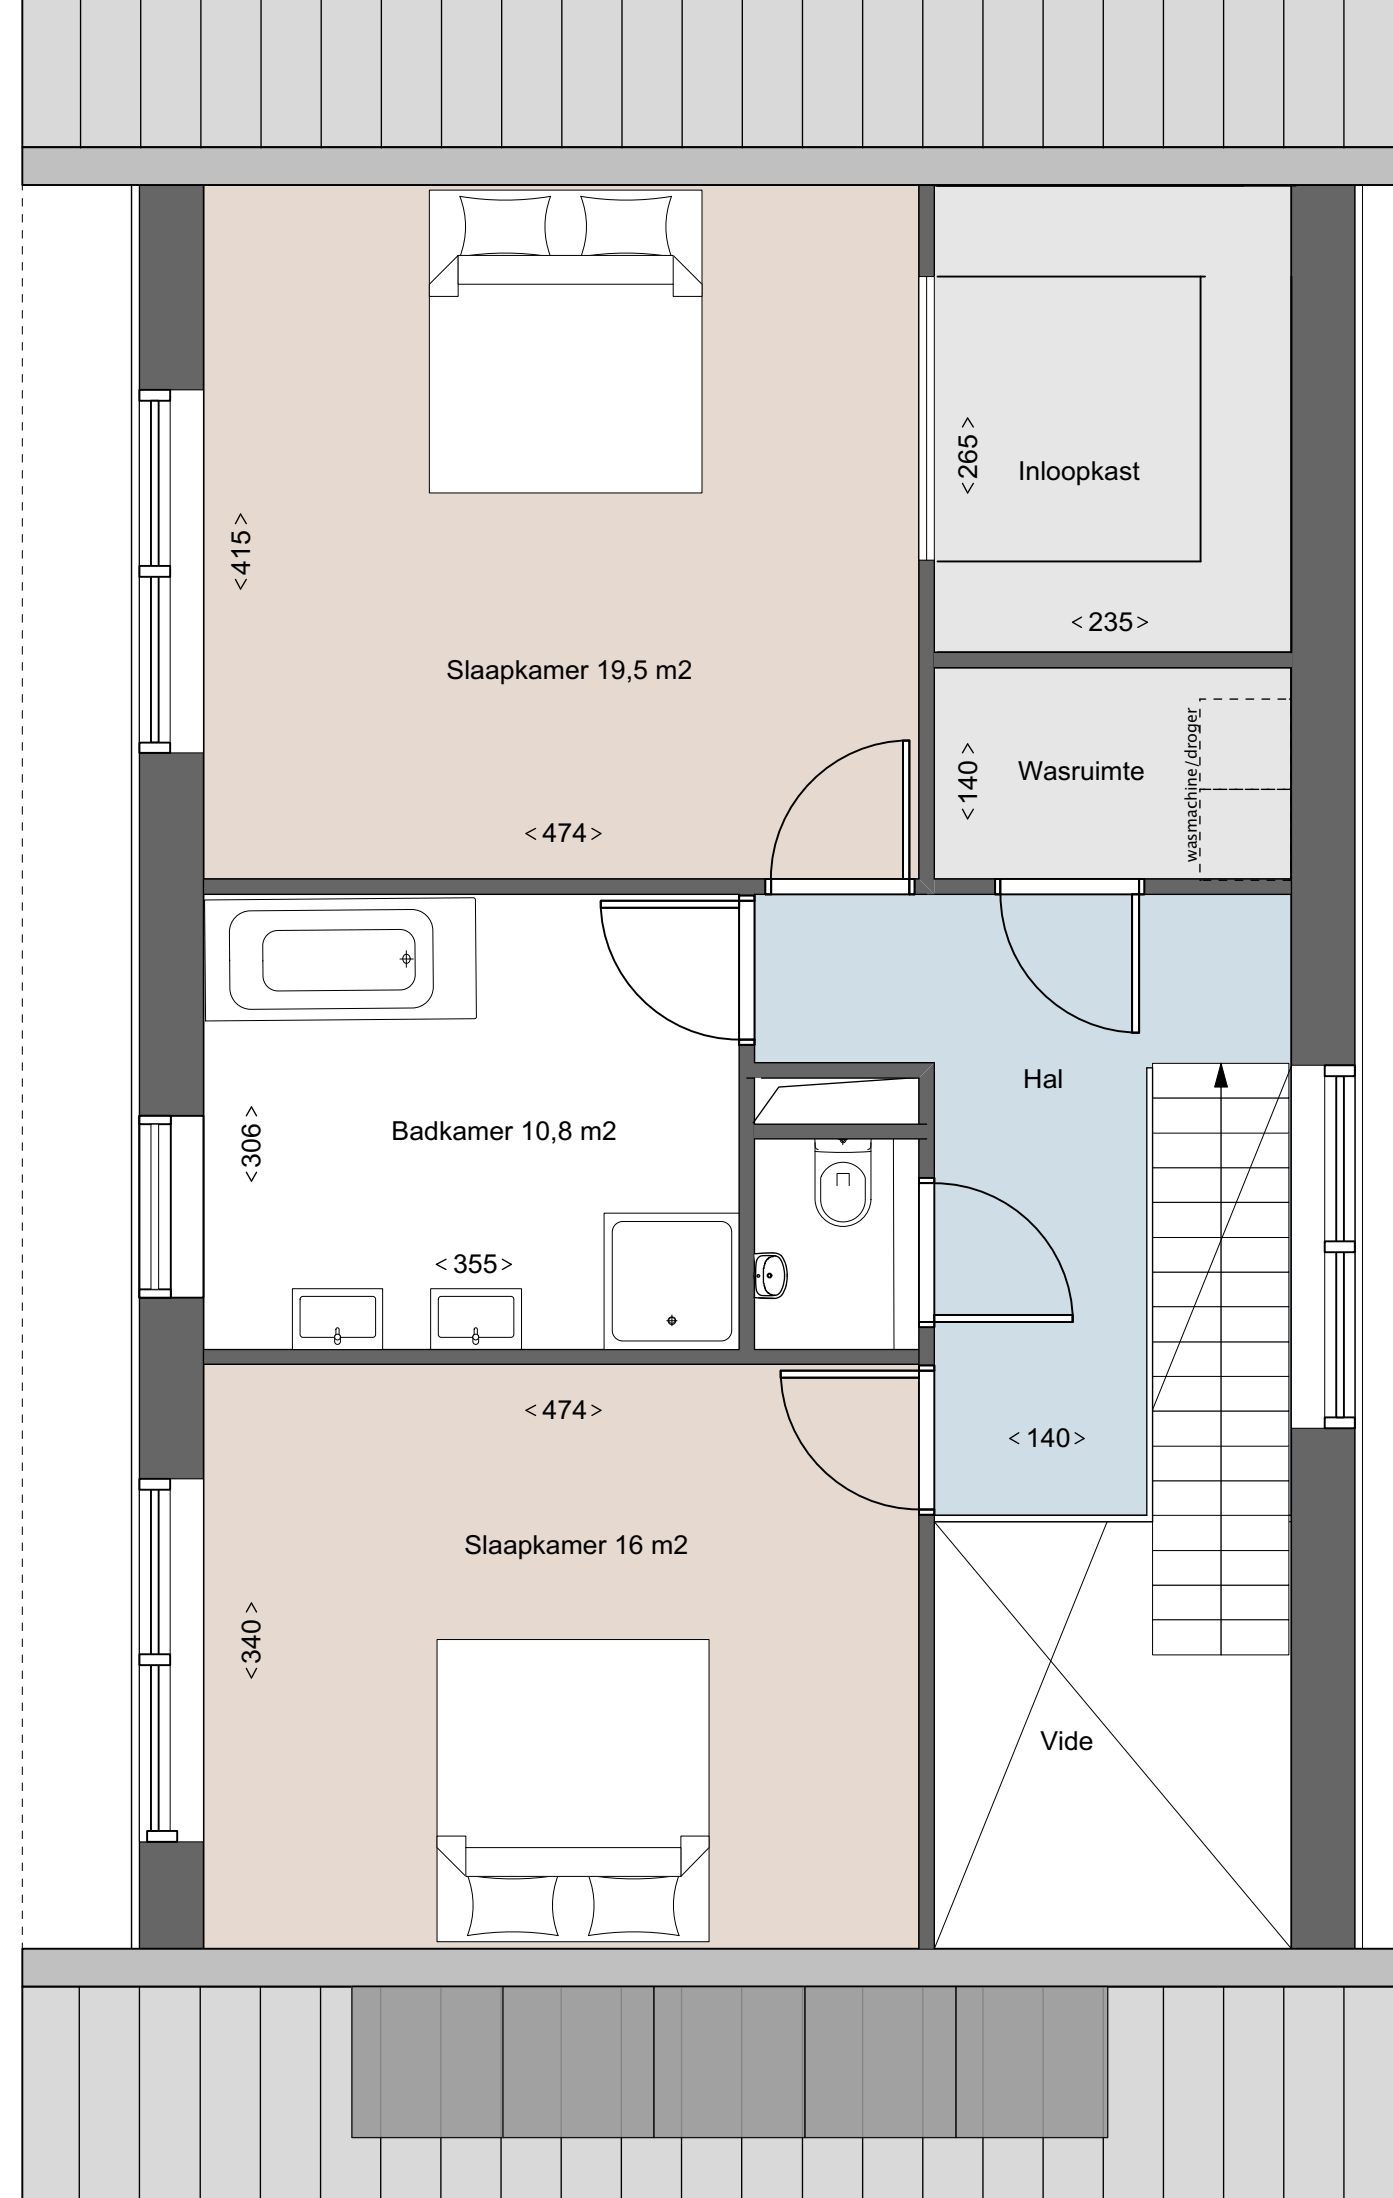 <265>
Inloopkast
<415>
<235>
Slaapkamer 19,5 m2
wasmachine/droger
<140>
Wasruimte
<474>
Hal
<306>
Badkamer 10,8 m2
<355>
<474>
<140>
Slaapkamer 16 m2
<340>
Vide